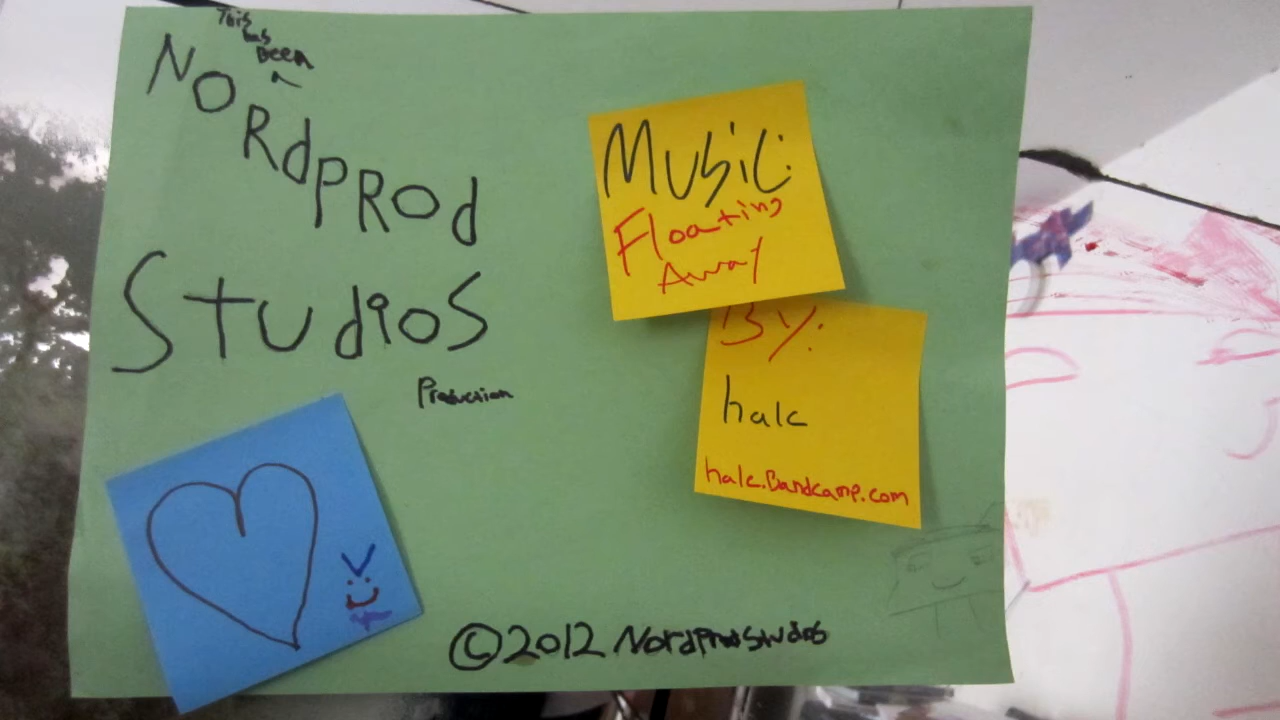 This
has
been
a
NORdpROd
StudioS
Production
Music:
Floating
Away
By:
halc
halc.Bandcamp.com
©2012 NordprodStudios